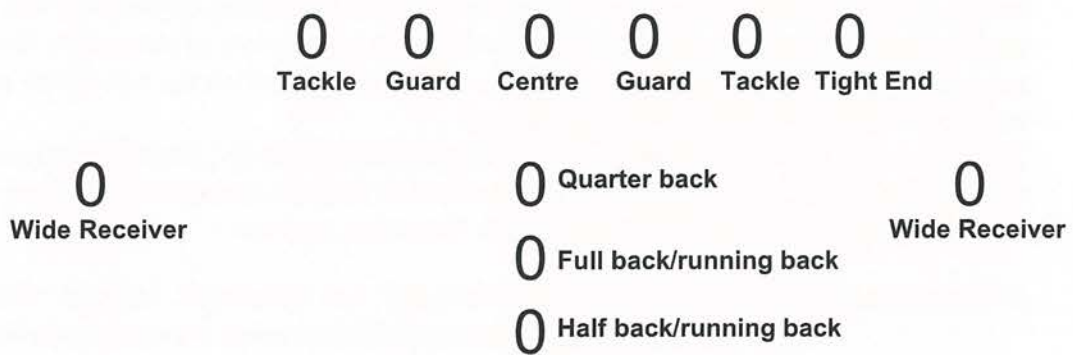 0 0 0 0 0 0
Tackle Guard Centre Guard Tackle Tight End
0 0 Quarter back 0
Wide Receiver Wide Receiver
0 Full back/running back
0 Half back/running back